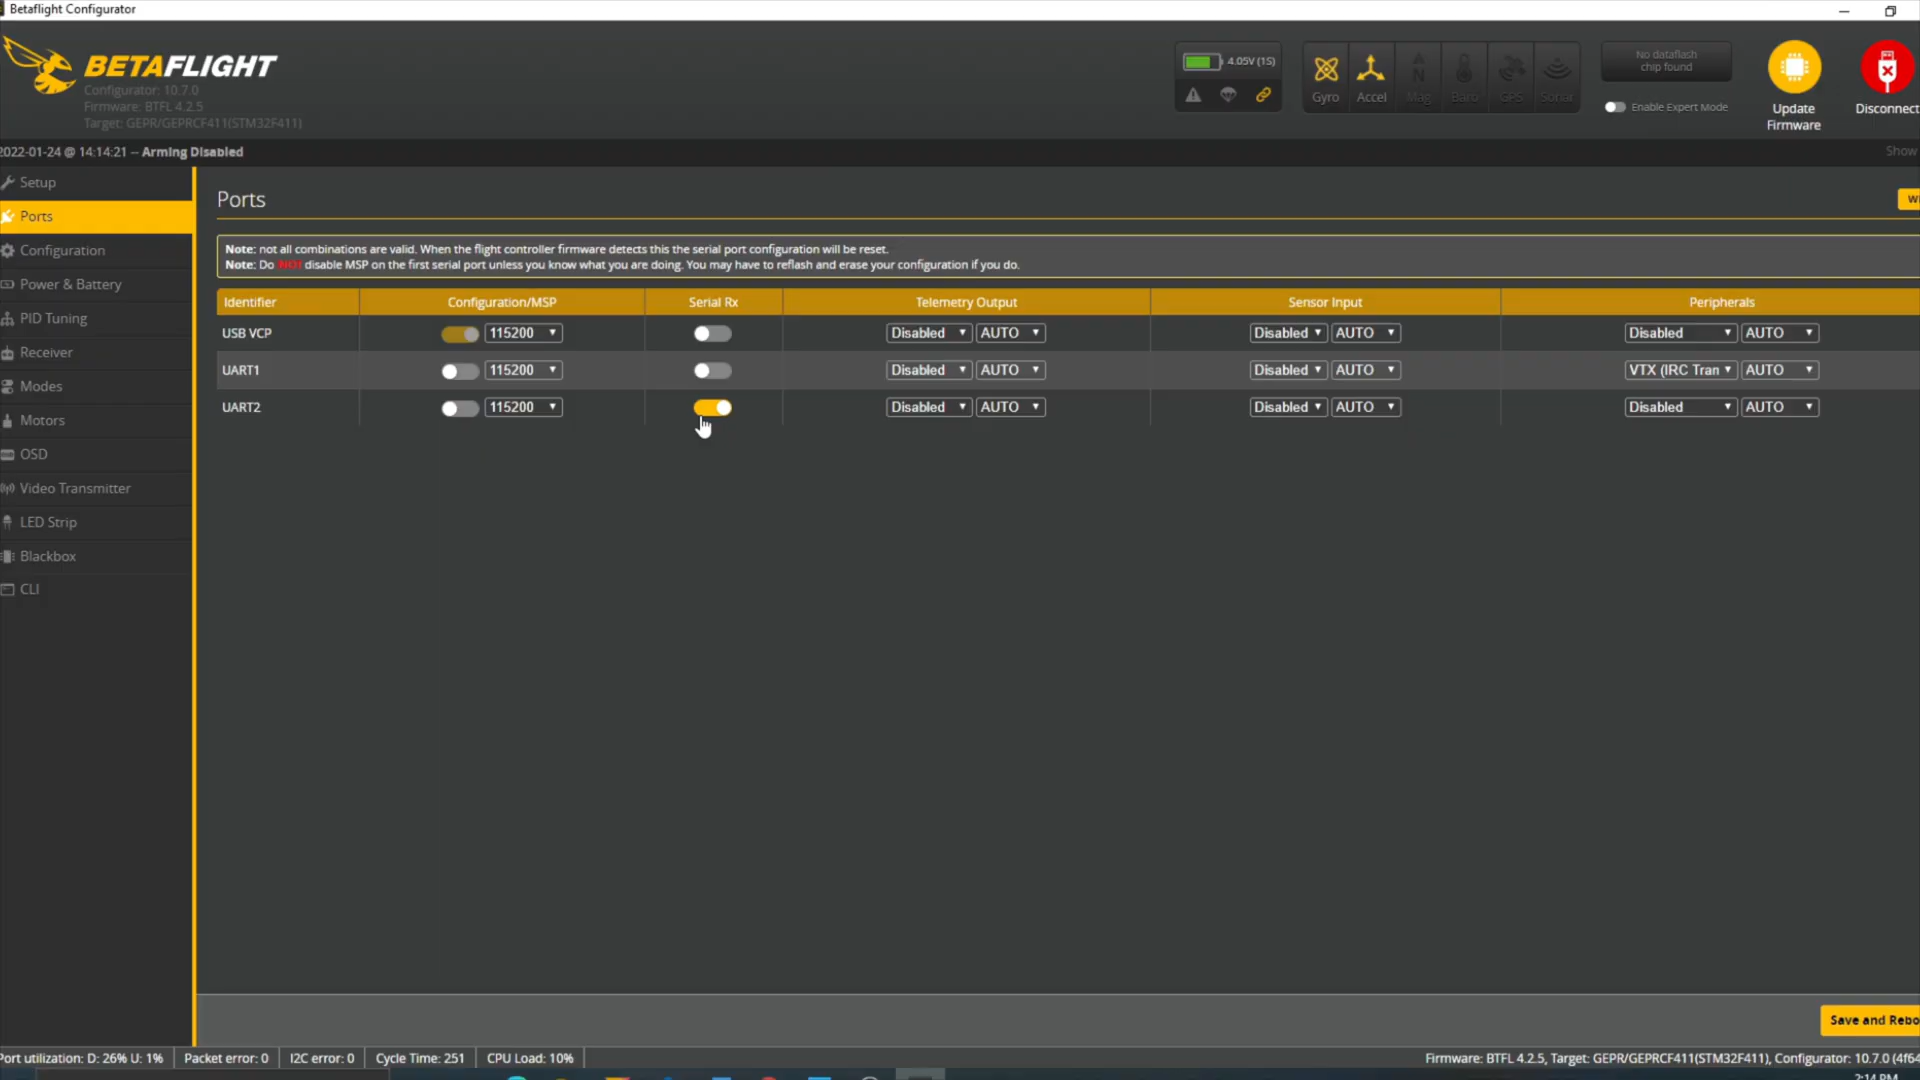 Betaflight Configurator
BETAFLIGHT
Configurator: 10.7.0
Firmware: BTFL 4.2.5
Target: GEPR/GEPRCF411(STM32F411)
4.05V (1S)
Gyro Accel Mag Baro GPS Sonar
No dataflash
chip found
Enable Expert Mode
Update
Firmware
Disconnect
2022-01-24 @ 14:14:21 -- Arming Disabled
Show
Setup
Ports
Configuration
Power & Battery
PID Tuning
Receiver
Modes
Motors
OSD
Video Transmitter
LED Strip
Blackbox
CLI
Ports
W
Note: not all combinations are valid. When the flight controller firmware detects this the serial port configuration will be reset.
Note: Do NOT disable MSP on the first serial port unless you know what you are doing. You may have to reflash and erase your configuration if you do.
Identifier Configuration/MSP Serial Rx Telemetry Output Sensor Input Peripherals
USB VCP 115200 Disabled AUTO Disabled AUTO Disabled AUTO
UART1 115200 Disabled AUTO Disabled AUTO VTX (IRC Tran AUTO
UART2 115200 Disabled AUTO Disabled AUTO Disabled AUTO
Save and Rebo
Port utilization: D: 26% U: 1% Packet error: 0 I2C error: 0 Cycle Time: 251 CPU Load: 10%
Firmware: BTFL 4.2.5, Target: GEPR/GEPRCF411(STM32F411), Configurator: 10.7.0 (4f64
2:14 PM